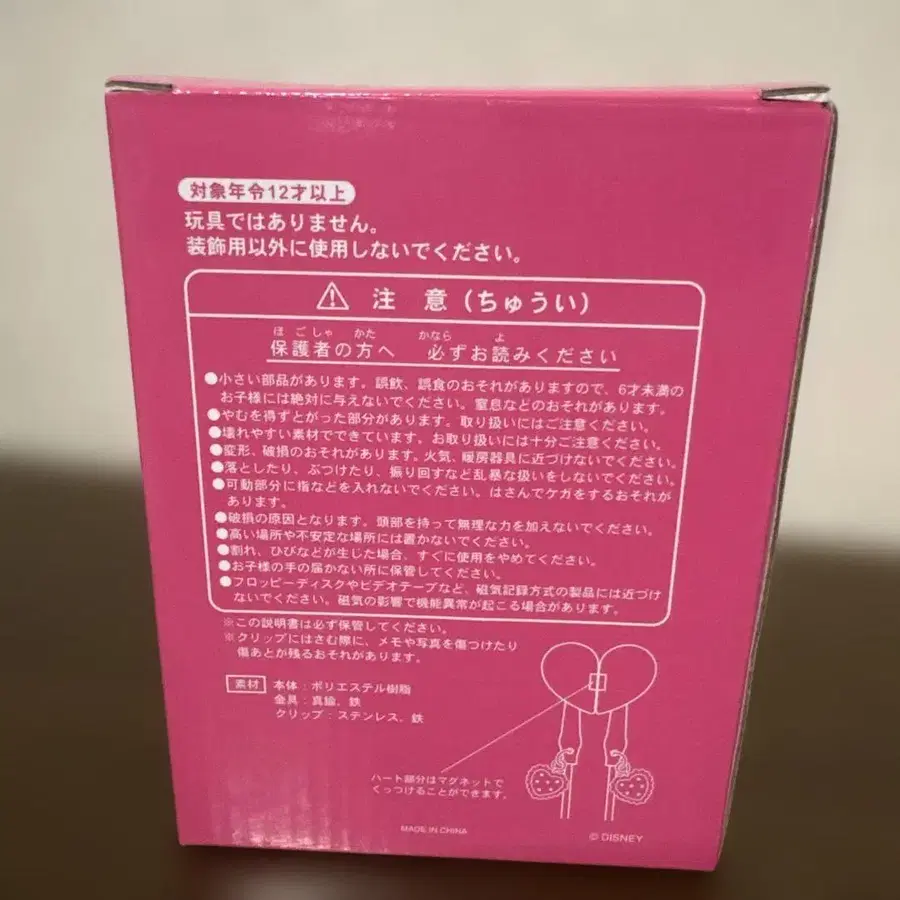 対象年令12才以上
玩具ではありません。
装飾用以外に使用しないでください。
注 意 (ちゅうい)
ほ ご しゃ かた かなら よ
保護者の方へ 必ずお読みください
●小さい部品があります。誤飲、誤食のおそれがありますので、6才未満の
お子様には絶対に与えないでください。窒息などのおそれがあります。
●やむを得ずとがった部分があります。取り扱いにはご注意ください。
●壊れやすい素材でできています。お取り扱いには十分ご注意ください。
●変形、破損のおそれがあります。火気、暖房器具に近づけないでください。
●落としたり、ぶつけたり、振り回すなど乱暴な扱いをしないでください。
●可動部分に指などを入れないでください。はさんでケガをするおそれが
あります。
●破損の原因となります。頭部を持って無理な力を加えないでください。
●高い場所や不安定な場所には置かないでください。
●割れ、ひびなどが生じた場合、すぐに使用をやめてください。
●お子様の手の届かない所に保管してください。
●フロッピーディスクやビデオテープなど、磁気記録方式の製品には近づけ
ないでください。磁気の影響で機能異常が起こる場合があります。
※この説明書は必ず保管してください。
※クリップにはさむ際に、メモや写真を傷つけたり
傷あとが残るおそれがあります。
素材 本体：ポリエステル樹脂
金具：真鍮、鉄
クリップ：ステンレス、鉄
ハート部分はマグネットで
くっつけることができます。
MADE IN CHINA
© DISNEY